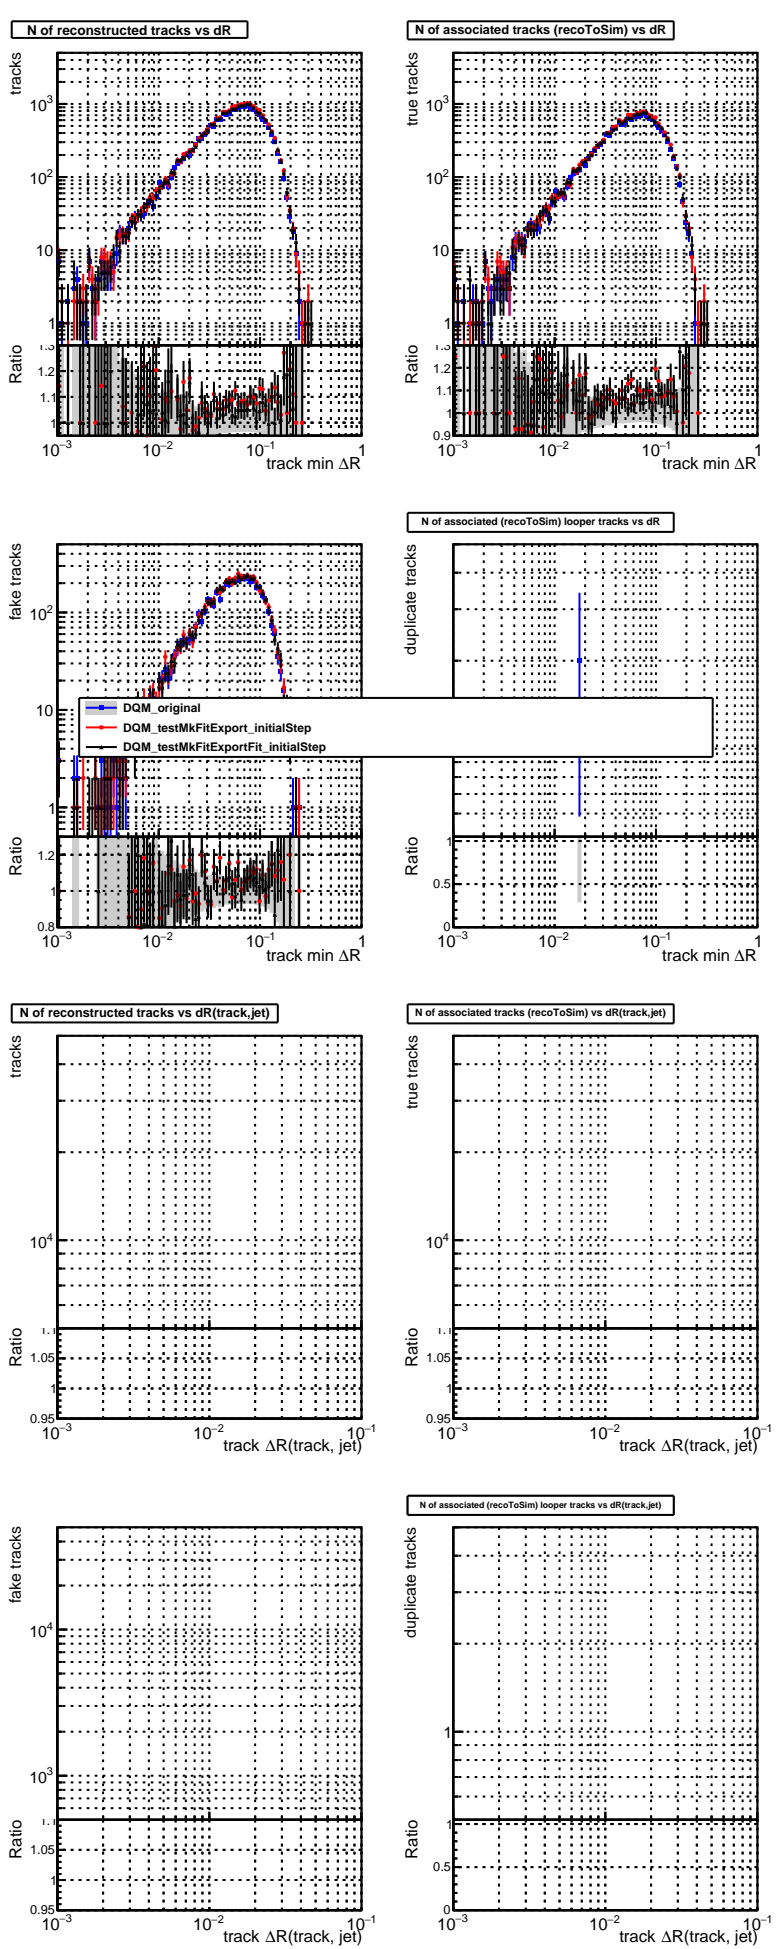 N of reconstructed tracks vs dR
tracks
10³
10²
10
1
Ratio
1.3
1.2
1.1
1
10⁻³ 10⁻² 10⁻¹ 1
track min ΔR
N of associated tracks (recoToSim) vs dR
true tracks
10³
10²
10
1
Ratio
1.3
1.2
1.1
1
0.9
10⁻³ 10⁻² 10⁻¹ 1
track min ΔR
fake tracks
10²
10
1
Ratio
1.2
1
0.8
10⁻³ 10⁻² 10⁻¹ 1
track min ΔR
N of associated (recoToSim) looper tracks vs dR
duplicate tracks
Ratio
1
0.5
0
10⁻³ 10⁻² 10⁻¹ 1
track min ΔR
DQM_original
DQM_testMkFitExport_initialStep
DQM_testMkFitExportFit_initialStep
N of reconstructed tracks vs dR(track,jet)
tracks
10⁴
Ratio
1.1
1.05
1
0.95
10⁻³ 10⁻² 10⁻¹
track ΔR(track, jet)
N of associated tracks (recoToSim) vs dR(track,jet)
true tracks
10⁴
Ratio
1.1
1.05
1
0.95
10⁻³ 10⁻² 10⁻¹
track ΔR(track, jet)
fake tracks
10⁴
10³
Ratio
1.1
1.05
1
0.95
10⁻³ 10⁻² 10⁻¹
track ΔR(track, jet)
N of associated (recoToSim) looper tracks vs dR(track,jet)
duplicate tracks
1
Ratio
1
0.5
0
10⁻³ 10⁻² 10⁻¹
track ΔR(track, jet)